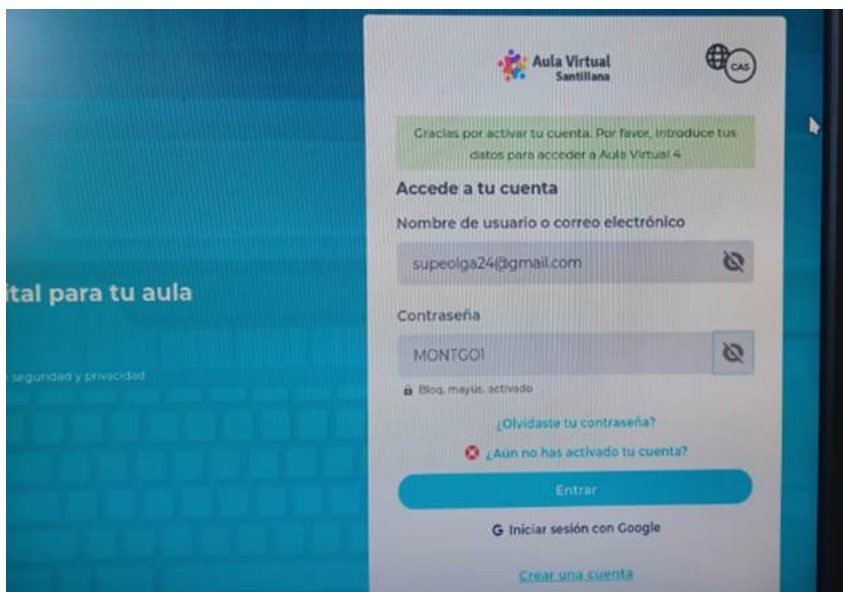 Aula Virtual
Santillana
CAS
Gracias por activar tu cuenta. Por favor, introduce tus
datos para acceder a Aula Virtual 4
Accede a tu cuenta
Nombre de usuario o correo electrónico
supeolga24@gmail.com
ital para tu aula
Contraseña
MONTGO1
seguridad y privacidad
Bloq. mayús. activado
¿Olvidaste tu contraseña?
¿Aún no has activado tu cuenta?
Entrar
G Iniciar sesión con Google
Crear una cuenta